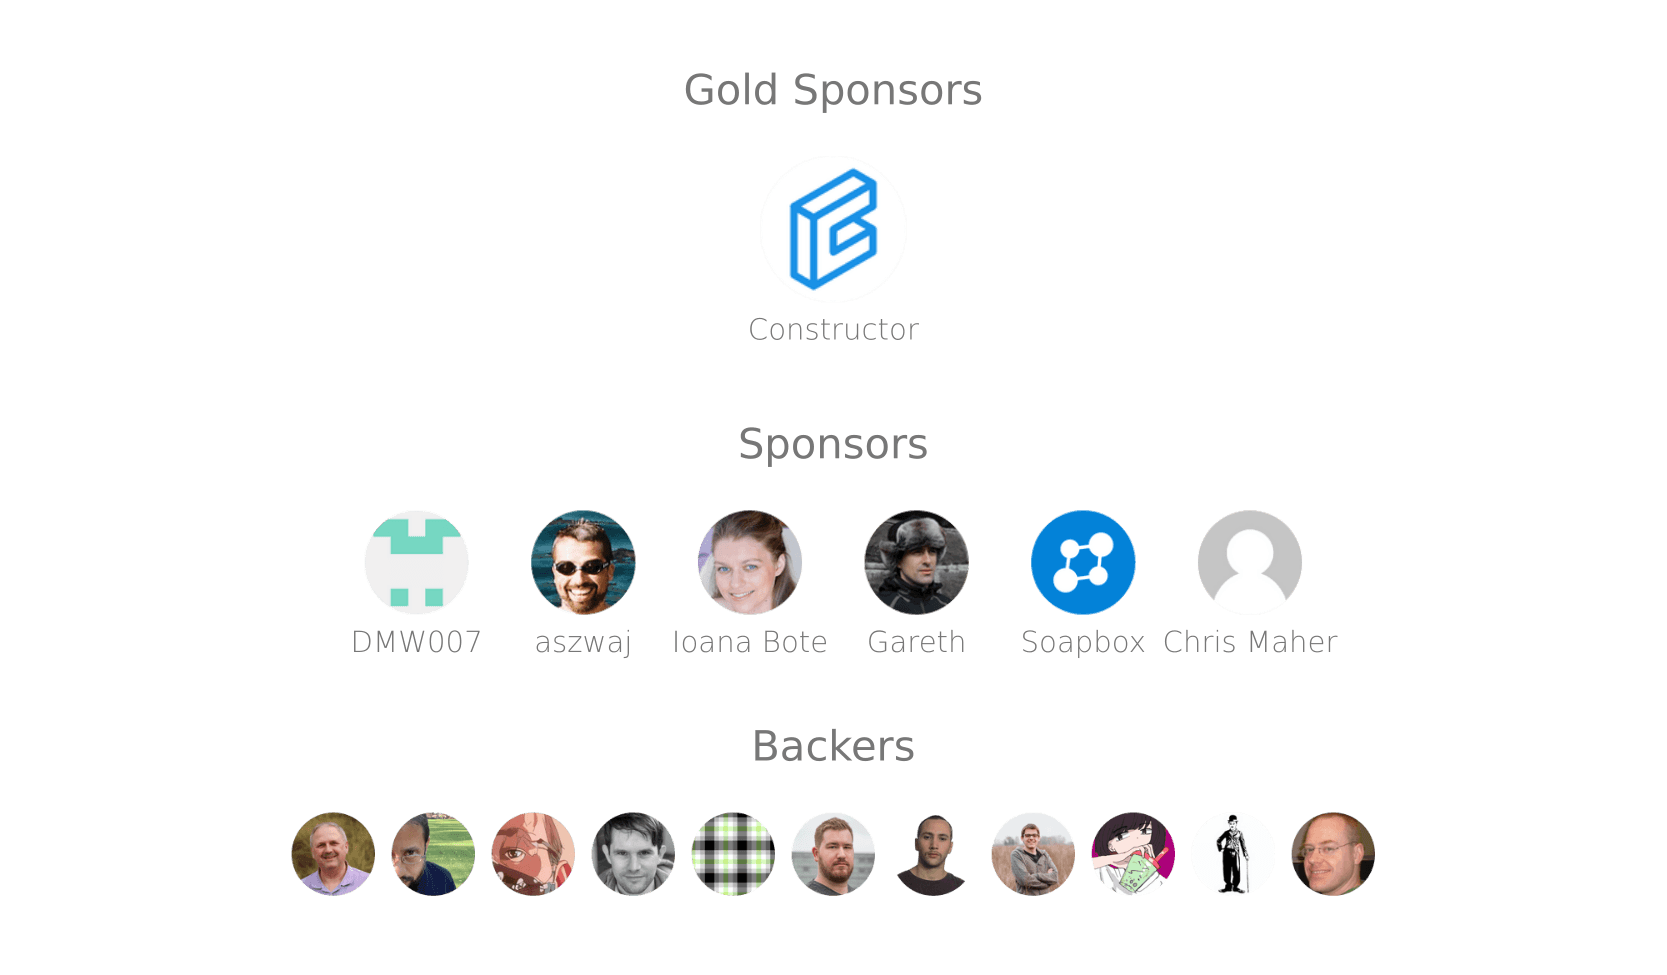 Gold Sponsors
Constructor
Sponsors
DMW007 aszwaj Ioana Bote Gareth Soapbox Chris Maher
Backers